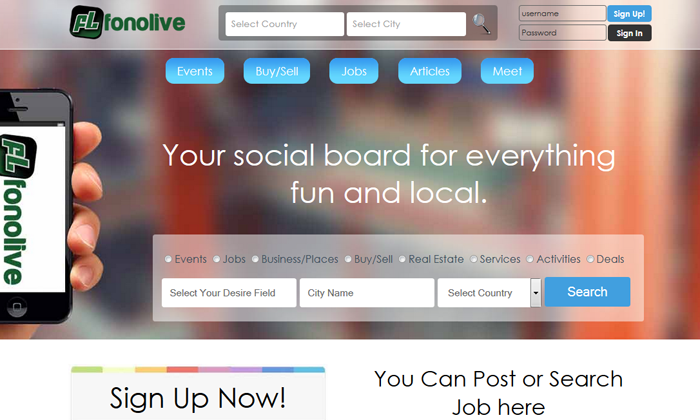 FL fonolive
Select Country
Select City
username
Sign Up!
Password
Sign In
Events
Buy/Sell
Jobs
Articles
Meet
FL fonolive
Your social board for everything
fun and local.
Events Jobs Business/Places Buy/Sell Real Estate Services Activities Deals
Select Your Desire Field
City Name
Select Country
Search
Sign Up Now!
You Can Post or Search
Job here